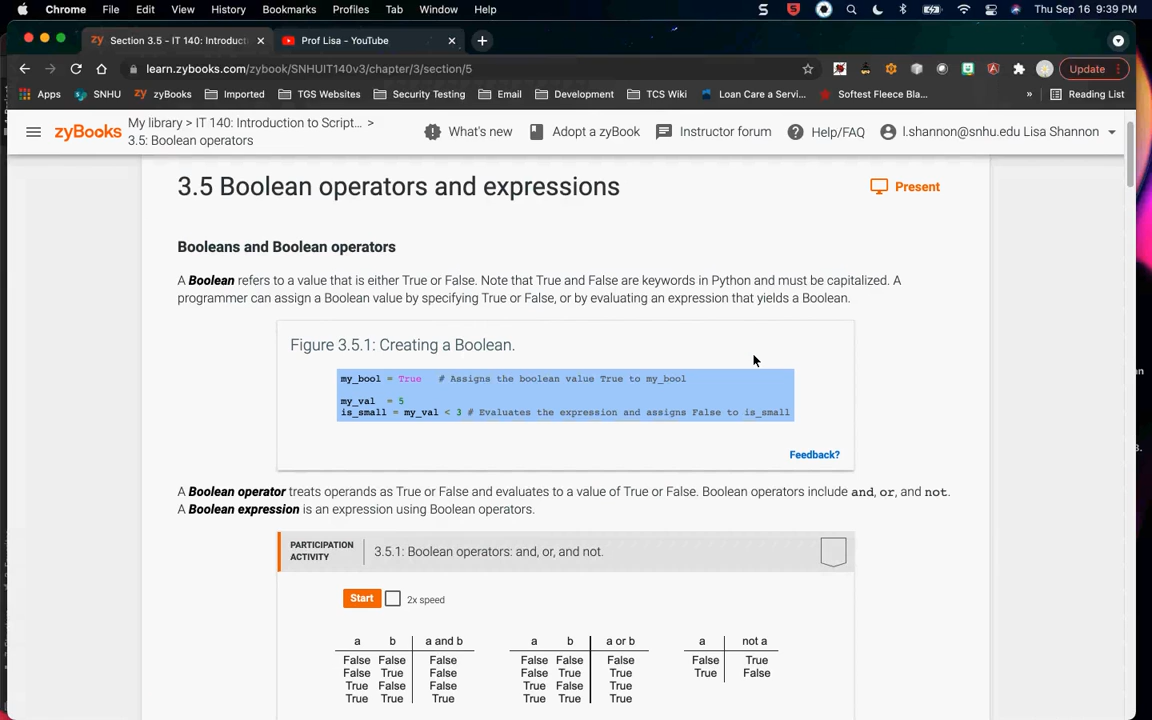 Chrome File Edit View History Bookmarks Profiles Tab Window Help Thu Sep 16 9:39 PM
zy Section 3.5 - IT 140: Introducti Prof Lisa - YouTube
learn.zybooks.com/zybook/SNHUIT140v3/chapter/3/section/5 Update
Apps SNHU zy zyBooks Imported TGS Websites Security Testing Email Development TCS Wiki Loan Care a Servi... Softest Fleece Bla... » Reading List
zyBooks My library > IT 140: Introduction to Script... > What's new Adopt a zyBook Instructor forum Help/FAQ l.shannon@snhu.edu Lisa Shannon
3.5: Boolean operators
3.5 Boolean operators and expressions Present
Booleans and Boolean operators
A Boolean refers to a value that is either True or False. Note that True and False are keywords in Python and must be capitalized. A
programmer can assign a Boolean value by specifying True or False, or by evaluating an expression that yields a Boolean.
Figure 3.5.1: Creating a Boolean.
my_bool = True # Assigns the boolean value True to my_bool
my_val = 5
is_small = my_val < 3 # Evaluates the expression and assigns False to is_small
Feedback?
A Boolean operator treats operands as True or False and evaluates to a value of True or False. Boolean operators include and, or, and not.
A Boolean expression is an expression using Boolean operators.
PARTICIPATION
ACTIVITY
3.5.1: Boolean operators: and, or, and not.
Start 2x speed
a b a and b a b a or b a not a
False False False False False False False True
False True False False True True True False
True False False True False True
True True True True True True